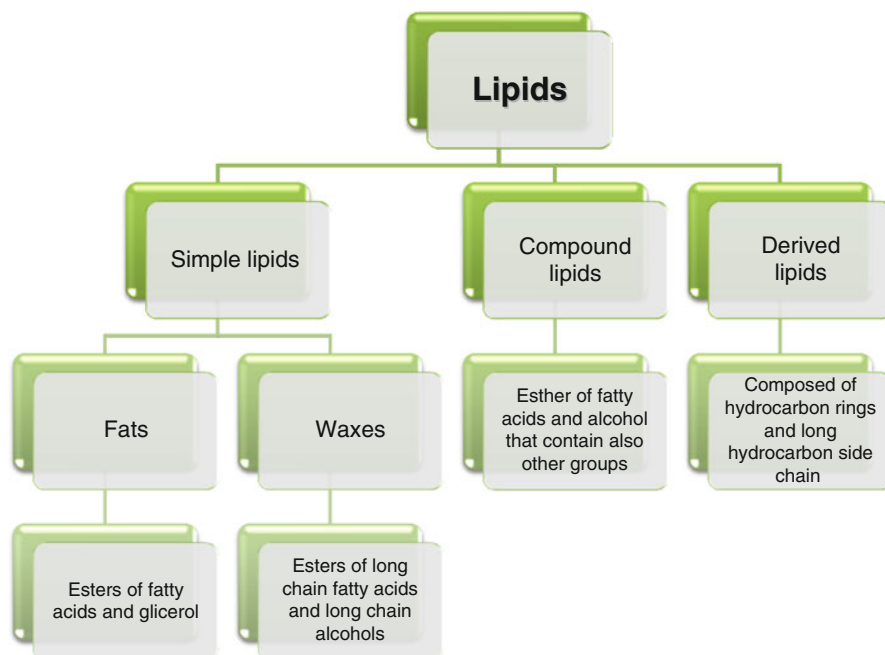 Lipids
Simple lipids
Compound
lipids
Derived
lipids
Fats
Waxes
Esther of fatty
acids and alcohol
that contain also
other groups
Composed of
hydrocarbon rings
and long
hydrocarbon side
chain
Esters of fatty
acids and glicerol
Esters of long
chain fatty acids
and long chain
alcohols